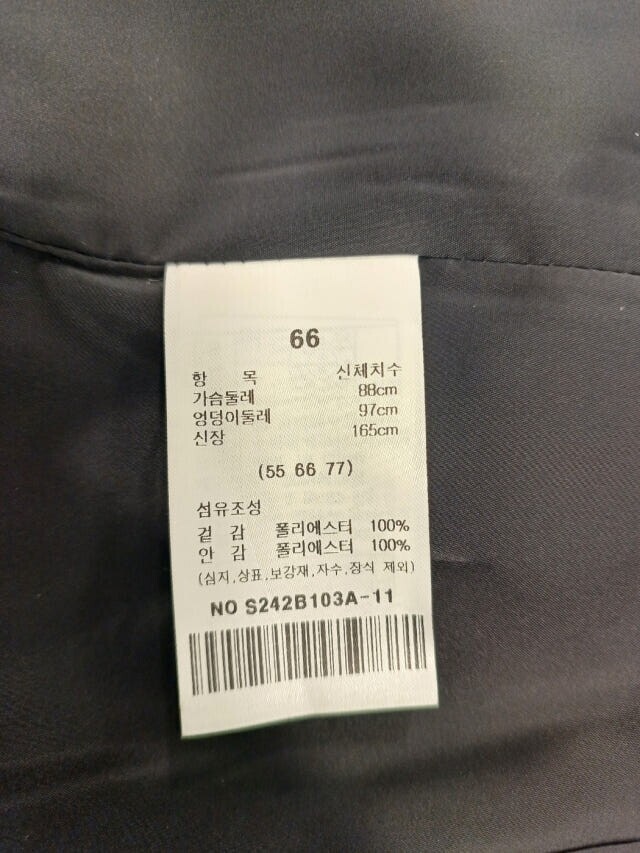 66
항 목 신체치수
가슴둘레 88cm
엉덩이둘레 97cm
신장 165cm
(55 66 77)
섬유조성
겉 감 폴리에스터 100%
안 감 폴리에스터 100%
(심지,상표,보강재,자수,장식 제외)
NO S242B103A-11